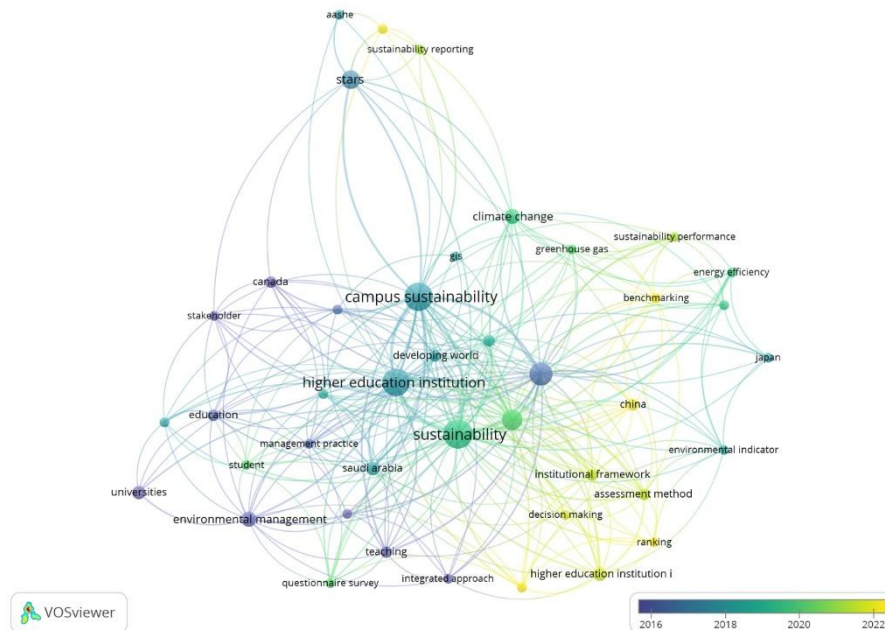 aashe
sustainability reporting
stars
climate change
sustainability performance
greenhouse gas
gis
energy efficiency
canada
campus sustainability
benchmarking
stakeholder
developing world
japan
higher education institution
china
education
sustainability
management practice
environmental indicator
student
saudi arabia
institutional framework
universities
assessment method
environmental management
decision making
ranking
teaching
higher education institution i
integrated approach
questionnaire survey
VOSviewer
2016 2018 2020 2022